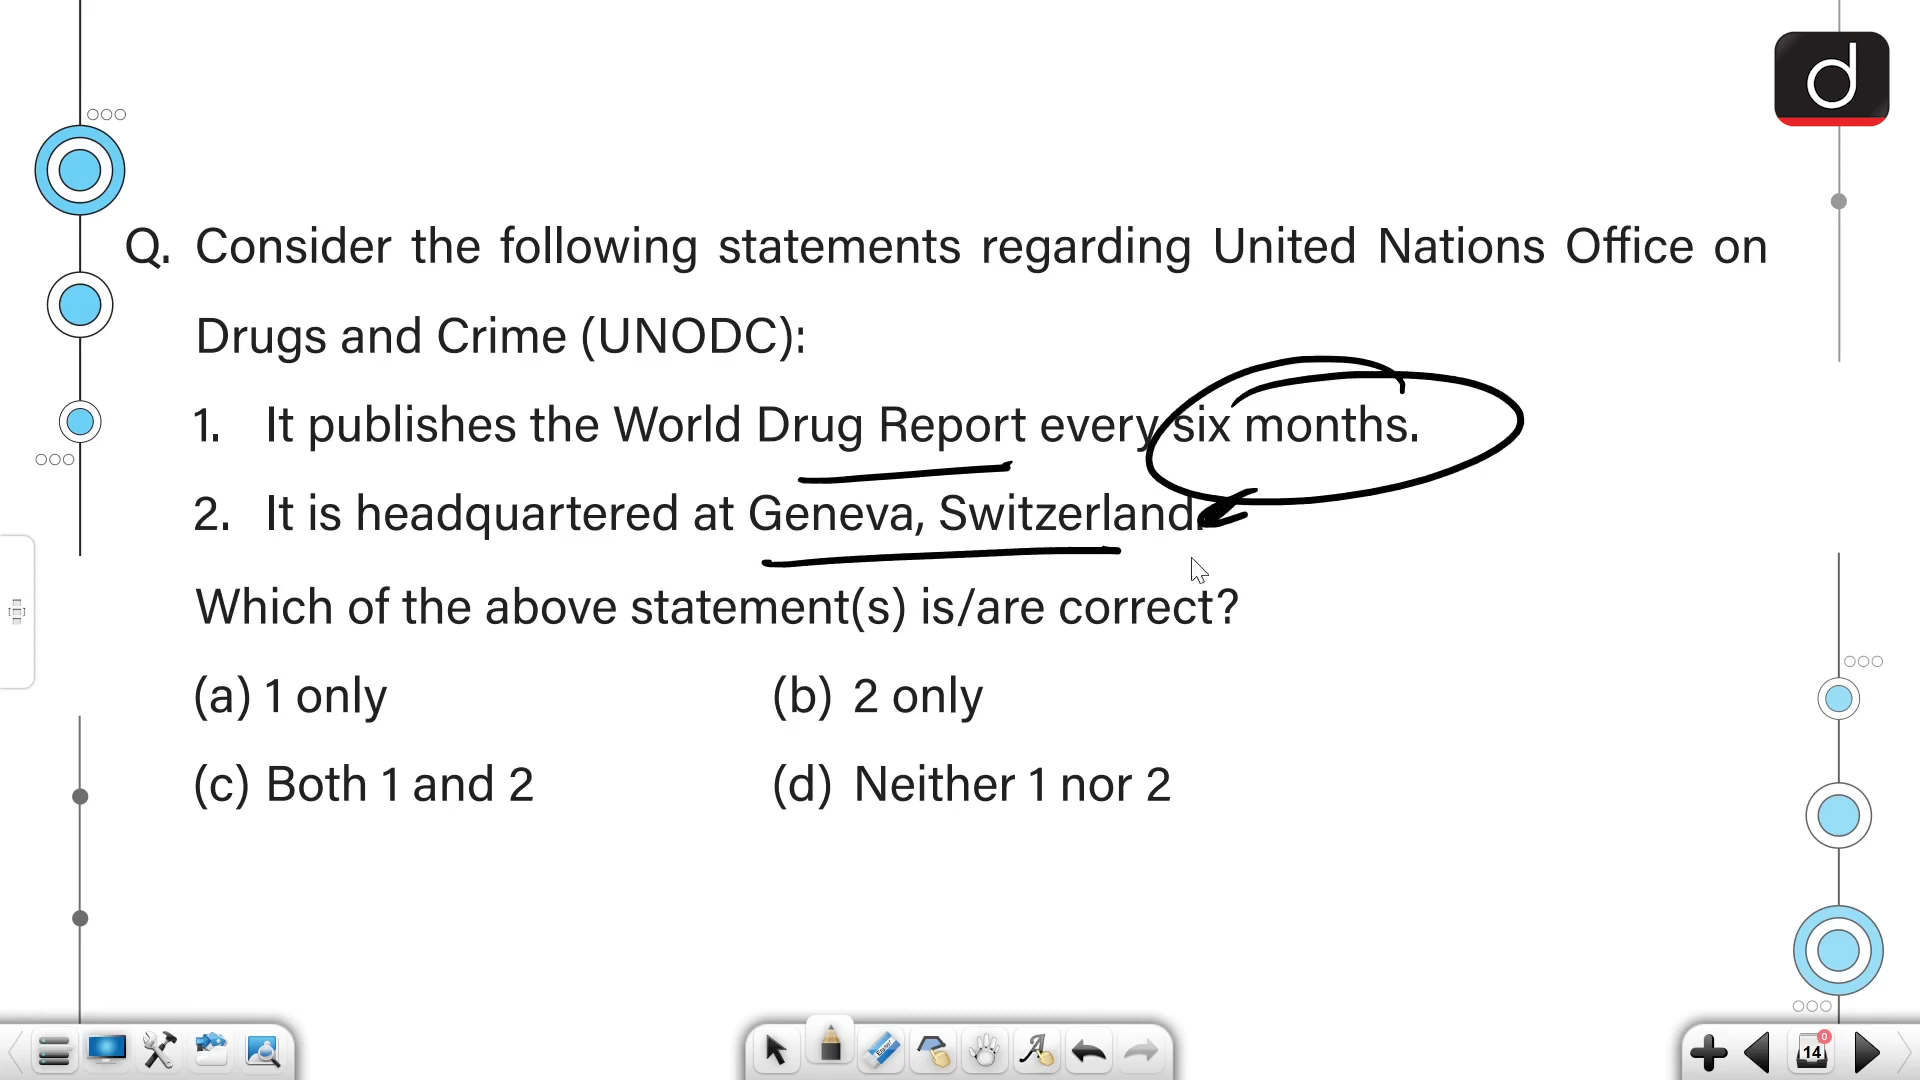 d
Q. Consider the following statements regarding United Nations Office on
Drugs and Crime (UNODC):
1. It publishes the World Drug Report every six months.
2. It is headquartered at Geneva, Switzerland.
Which of the above statement(s) is/are correct?
(a) 1 only (b) 2 only
(c) Both 1 and 2 (d) Neither 1 nor 2
14
0